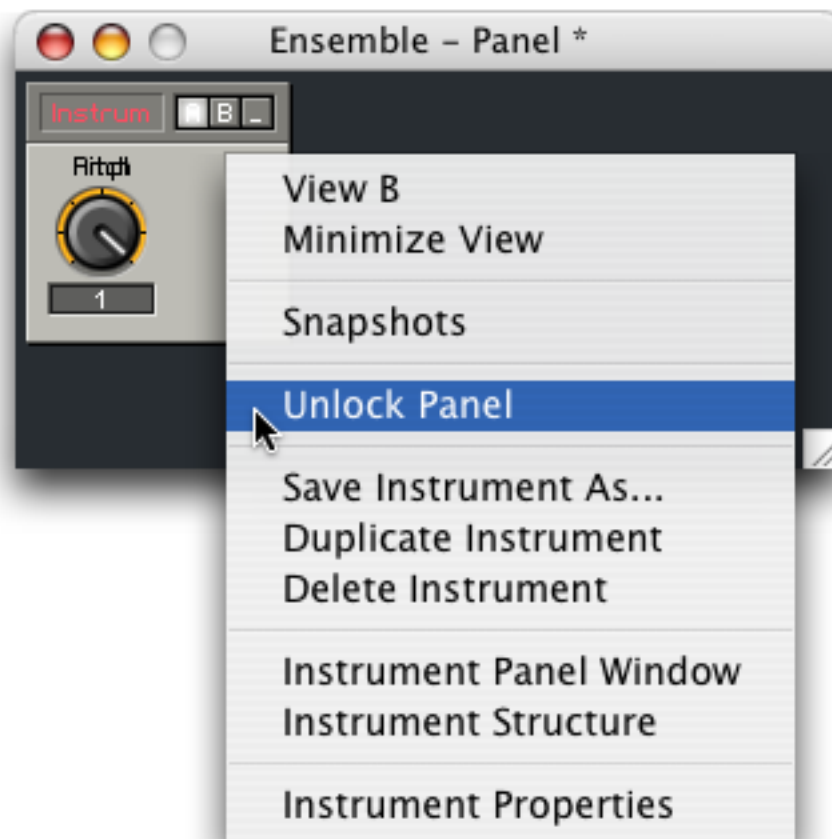 Ensemble – Panel *
Instrum A B _
1
View B
Minimize View
Snapshots
Unlock Panel
Save Instrument As...
Duplicate Instrument
Delete Instrument
Instrument Panel Window
Instrument Structure
Instrument Properties